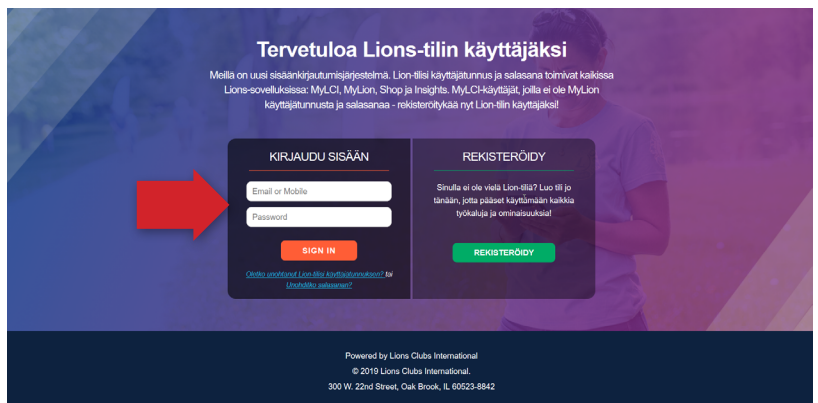 Tervetuloa Lions-tilin käyttäjäksi
Meillä on uusi sisäänkirjautumisjärjestelmä. Lion-tilisi käyttäjätunnus ja salasana toimivat kaikissa
Lions-sovelluksissa: MyLCI, MyLion, Shop ja Insights. MyLCI-käyttäjät, joilla ei ole MyLion
käyttäjätunnusta ja salasanaa - rekisteröitykää nyt Lion-tilin käyttäjäksi!
KIRJAUDU SISÄÄN
Email or Mobile
Password
SIGN IN
Oletko unohtanut Lion-tilisi käyttäjätunnuksen? tai
Unohditko salasanan?
REKISTERÖIDY
Sinulla ei ole vielä Lion-tiliä? Luo tili jo
tänään, jotta pääset käyttämään kaikkia
työkaluja ja ominaisuuksia!
REKISTERÖIDY
Powered by Lions Clubs International
© 2019 Lions Clubs International.
300 W. 22nd Street, Oak Brook, IL 60523-8842